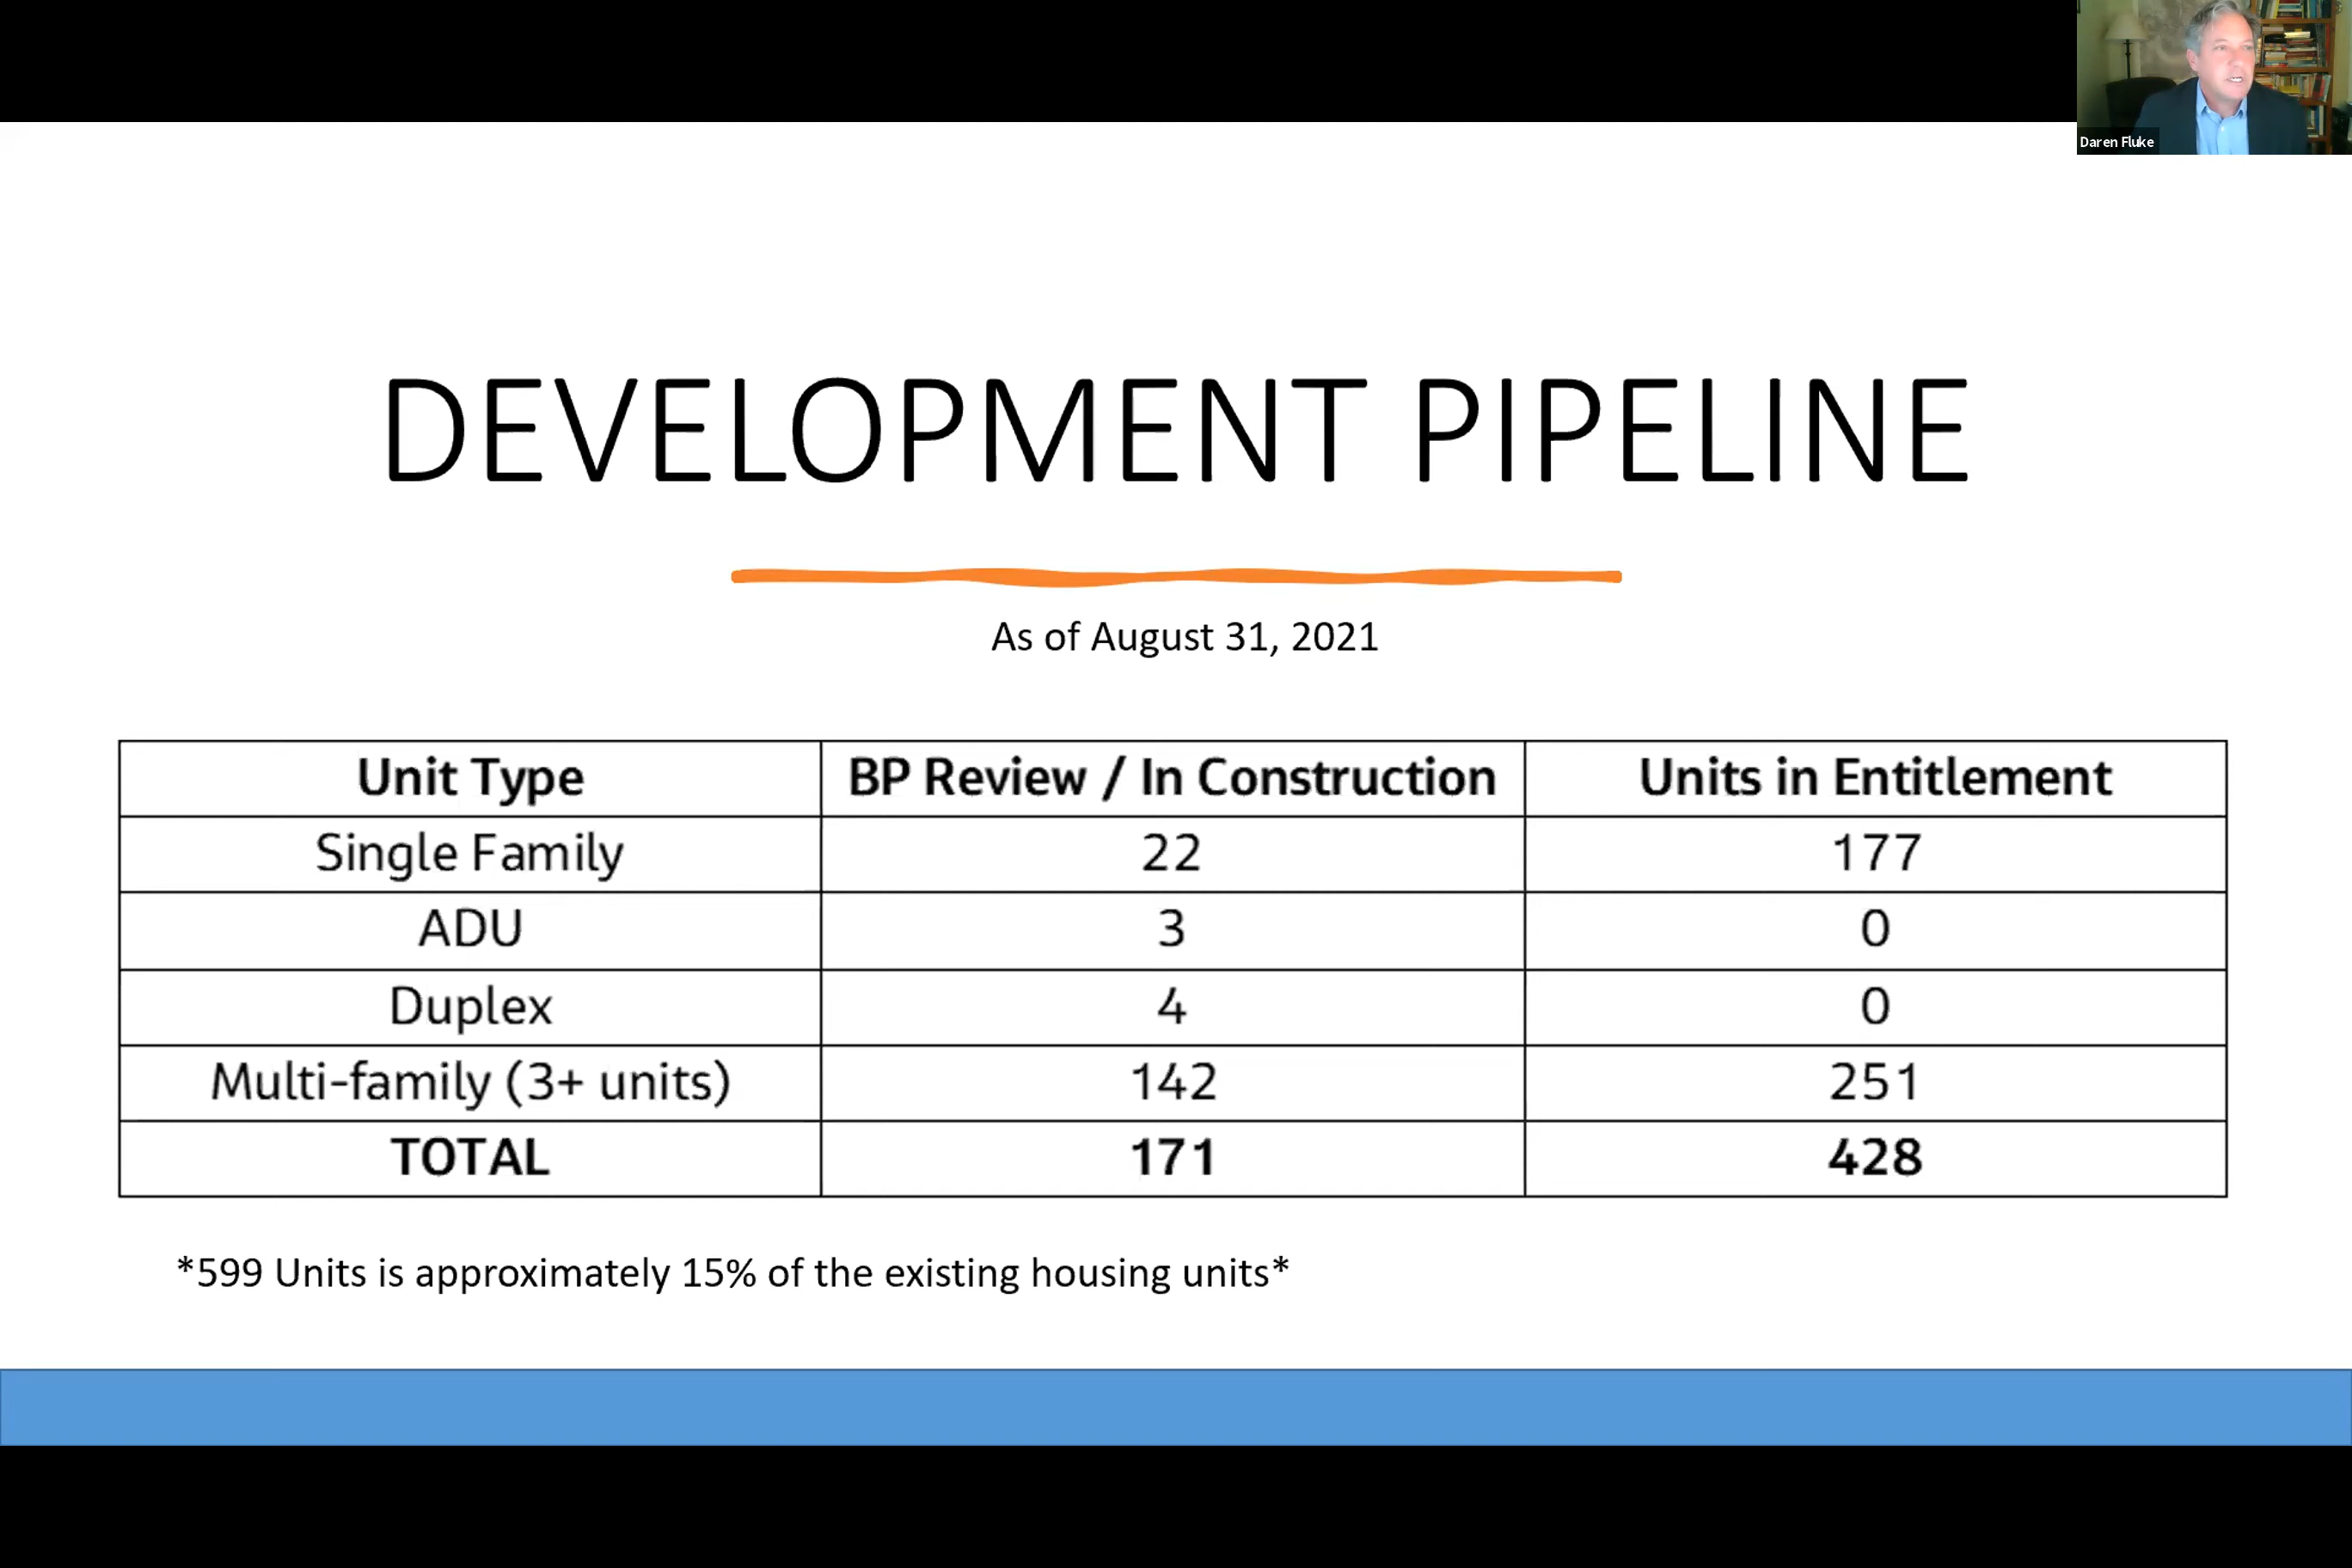 Daren Fluke
DEVELOPMENT PIPELINE
As of August 31, 2021
Unit Type BP Review / In Construction Units in Entitlement
Single Family 22 177
ADU 3 0
Duplex 4 0
Multi-family (3+ units) 142 251
TOTAL 171 428
*599 Units is approximately 15% of the existing housing units*